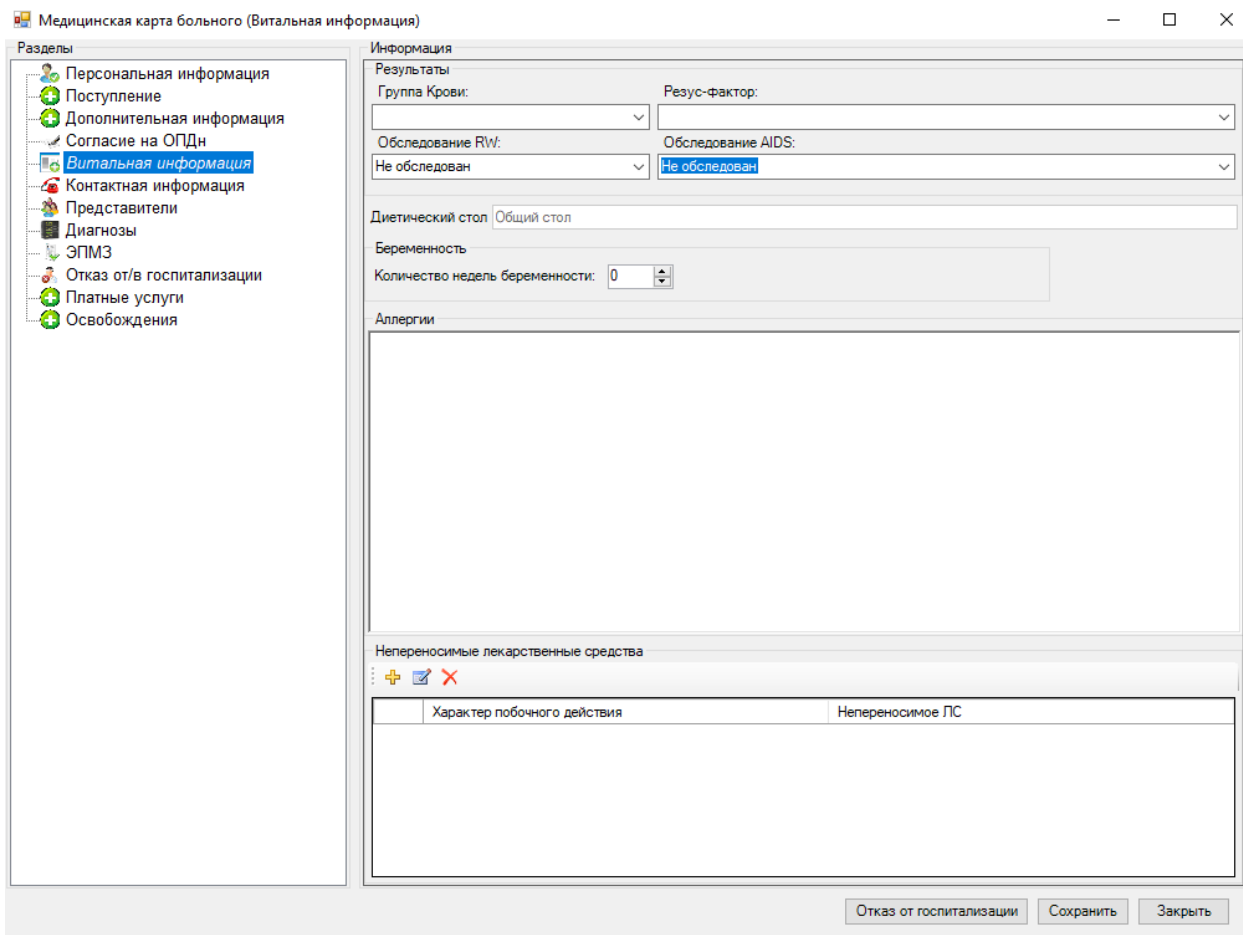 Медицинская карта больного (Витальная информация)
Разделы
Персональная информация
Поступление
Дополнительная информация
Согласие на ОПДн
Витальная информация
Контактная информация
Представители
Диагнозы
ЭПМЗ
Отказ от/в госпитализации
Платные услуги
Освобождения
Информация
Результаты
Группа Крови: Резус-фактор:
Обследование RW: Обследование AIDS:
Не обследован Не обследован
Диетический стол Общий стол
Беременность
Количество недель беременности: 0
Аллергии
Непереносимые лекарственные средства
Характер побочного действия Непереносимое ЛС
Отказ от госпитализации Сохранить Закрыть